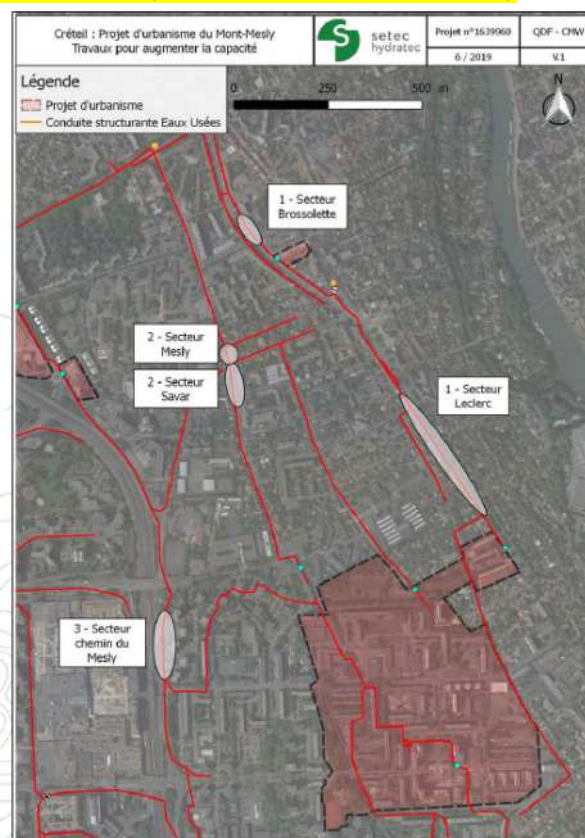 Créteil : Projet d'urbanisme du Mont-Mesly
Travaux pour augmenter la capacité
setec
hydratec
Projet n°1639960
QDF - CMW
6 / 2019
V.1
Légende
Projet d'urbanisme
Conduite structurante Eaux Usées
0
250
500 m
N
1 - Secteur
Brossolette
2 - Secteur
Mesly
2 - Secteur
Savar
1 - Secteur
Leclerc
3 - Secteur
chemin du
Mesly